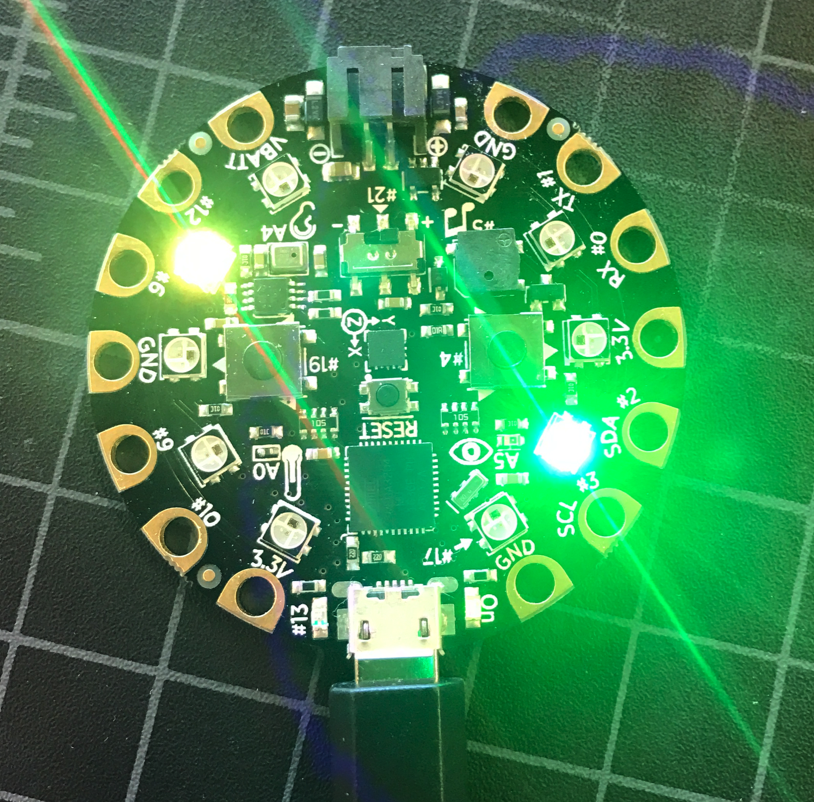 VBATT
GND
#12
A4
#21
- +
#5
TX #1
RX #0
#6
GND
#19
Z
Y
X
#4
3.3V
#9
A0
RESET
A5
SDA #2
SCL #3
#10
3.3V
#17
GND
#13
On